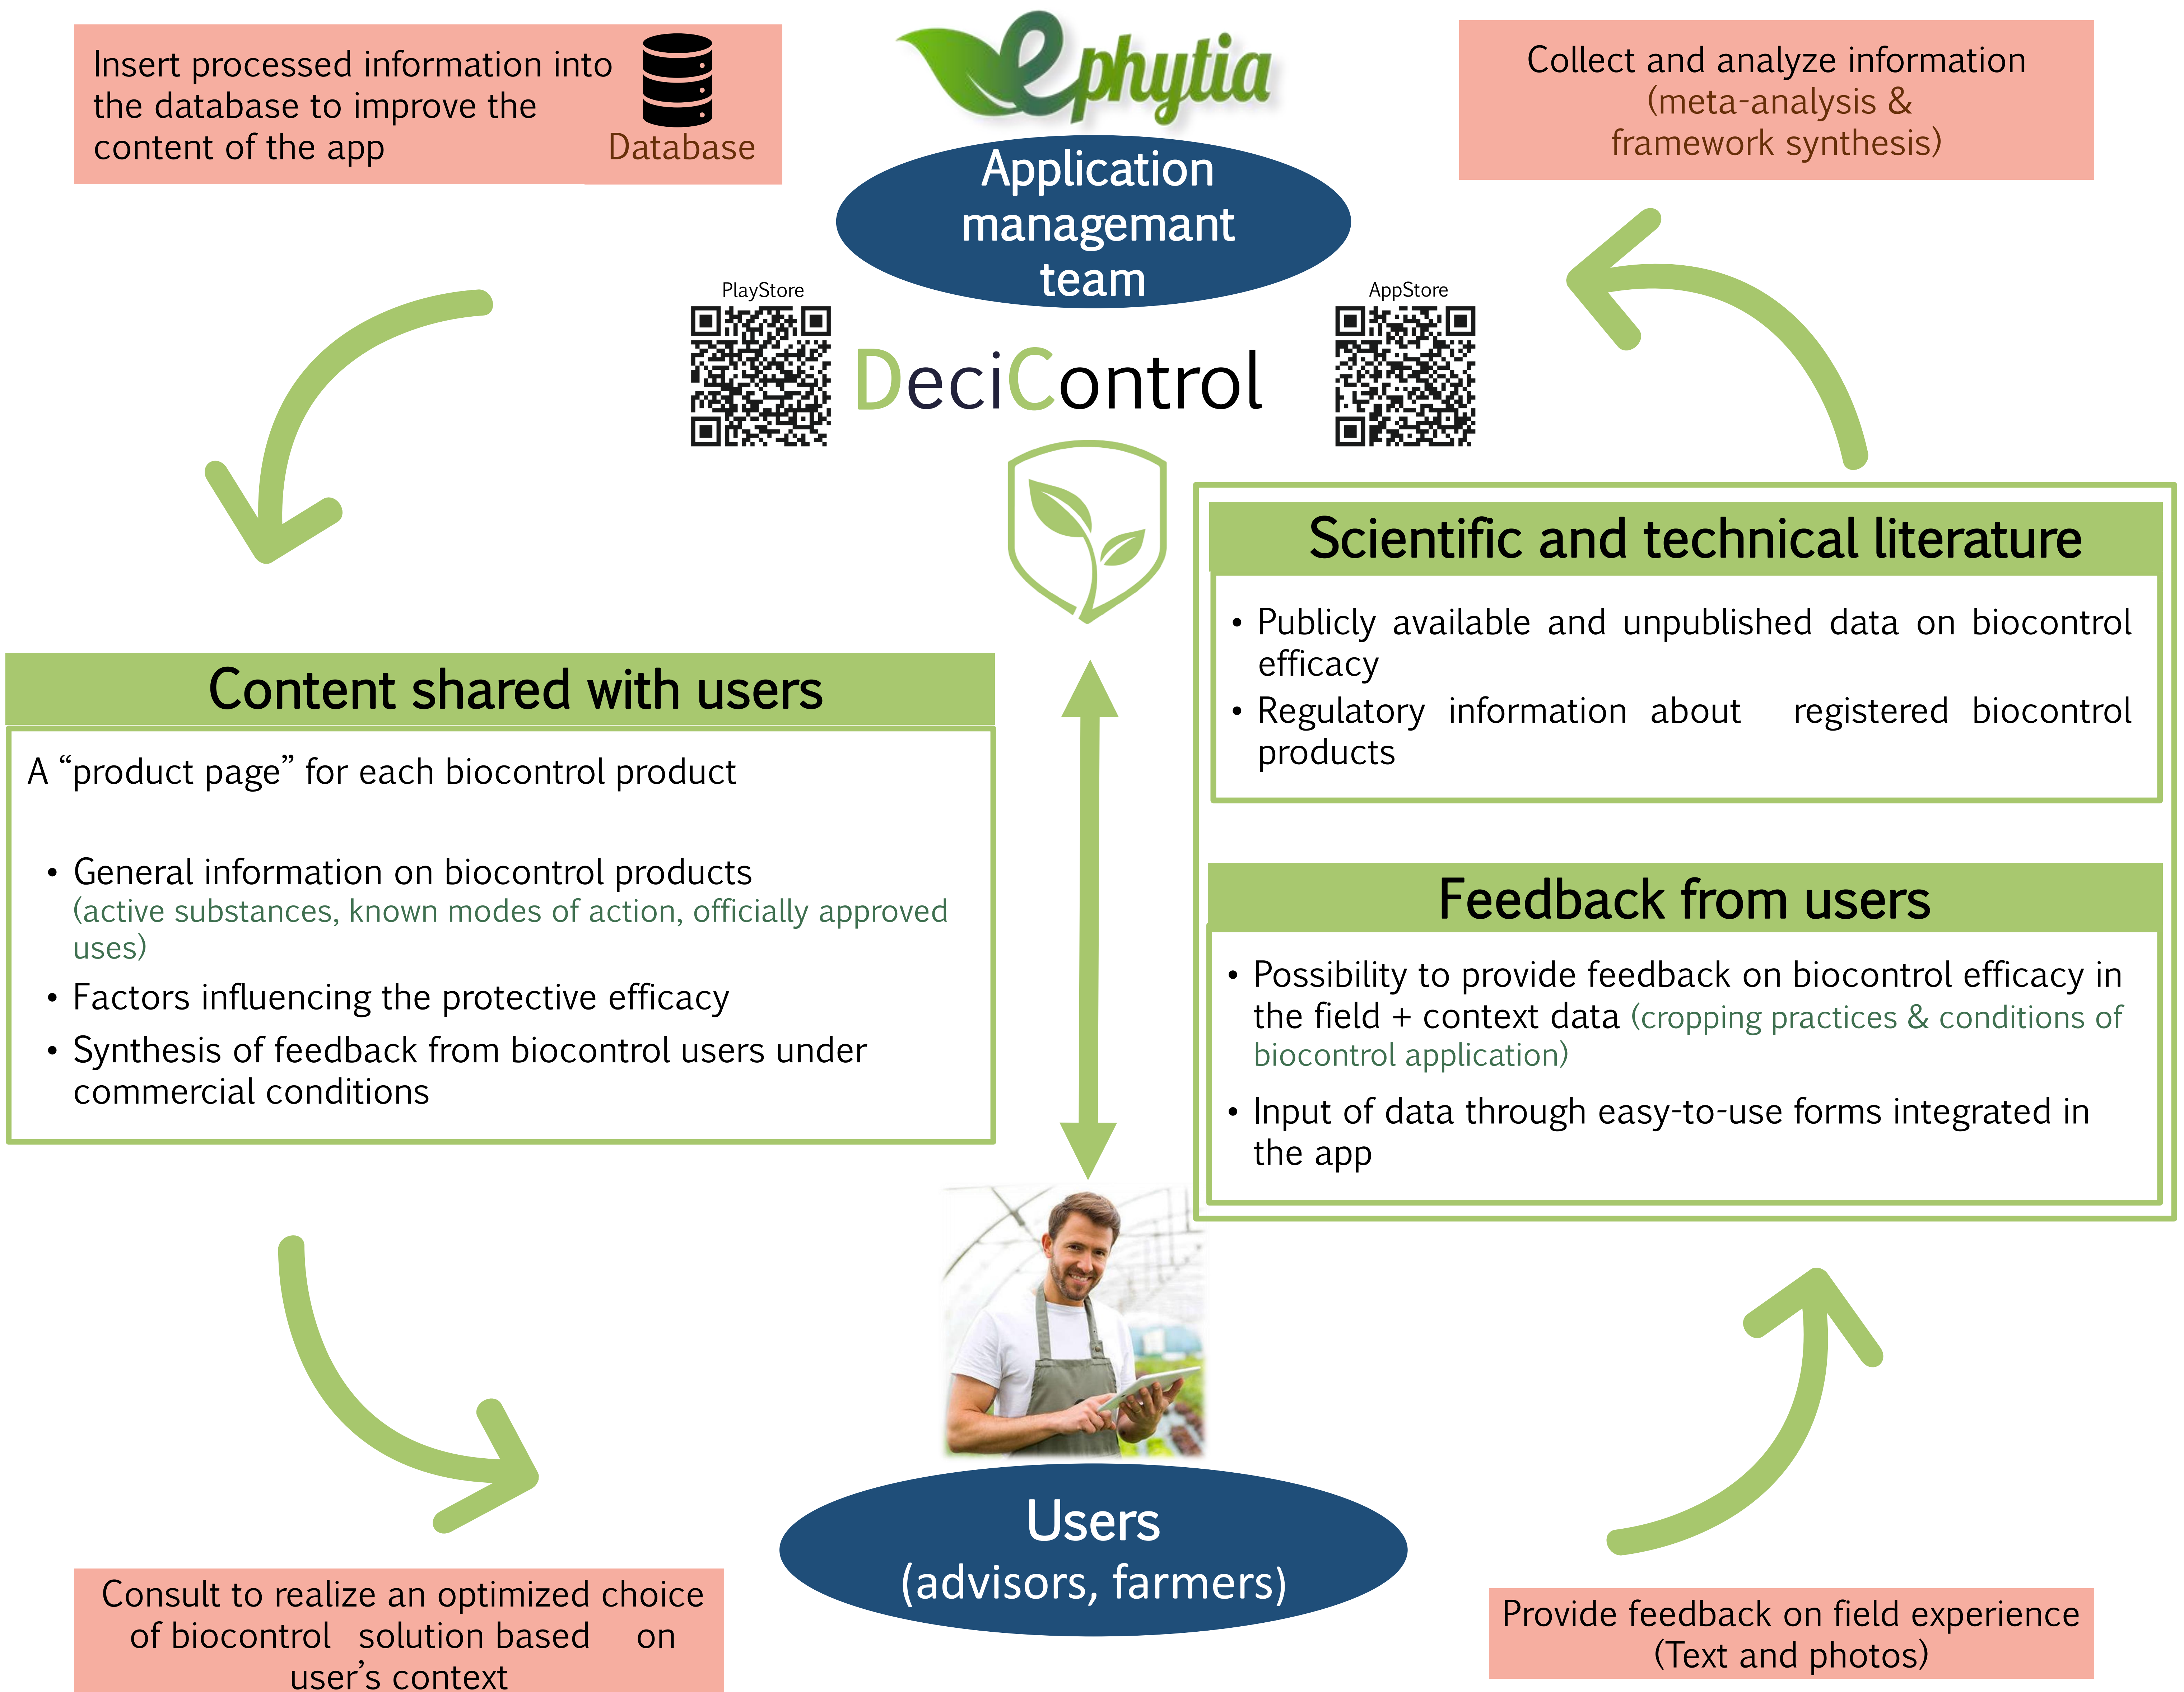 Insert processed information into
the database to improve the
content of the app
Database
ephytia
Application
managemant
team
Collect and analyze information
(meta-analysis &
framework synthesis)
PlayStore
AppStore
DeciControl
Scientific and technical literature
• Publicly available and unpublished data on biocontrol
efficacy
• Regulatory information about registered biocontrol
products
Content shared with users
A “product page” for each biocontrol product
• General information on biocontrol products
(active substances, known modes of action, officially approved
uses)
• Factors influencing the protective efficacy
• Synthesis of feedback from biocontrol users under
commercial conditions
Feedback from users
• Possibility to provide feedback on biocontrol efficacy in
the field + context data (cropping practices & conditions of
biocontrol application)
• Input of data through easy-to-use forms integrated in
the app
Users
(advisors, farmers)
Consult to realize an optimized choice
of biocontrol solution based on
user’s context
Provide feedback on field experience
(Text and photos)